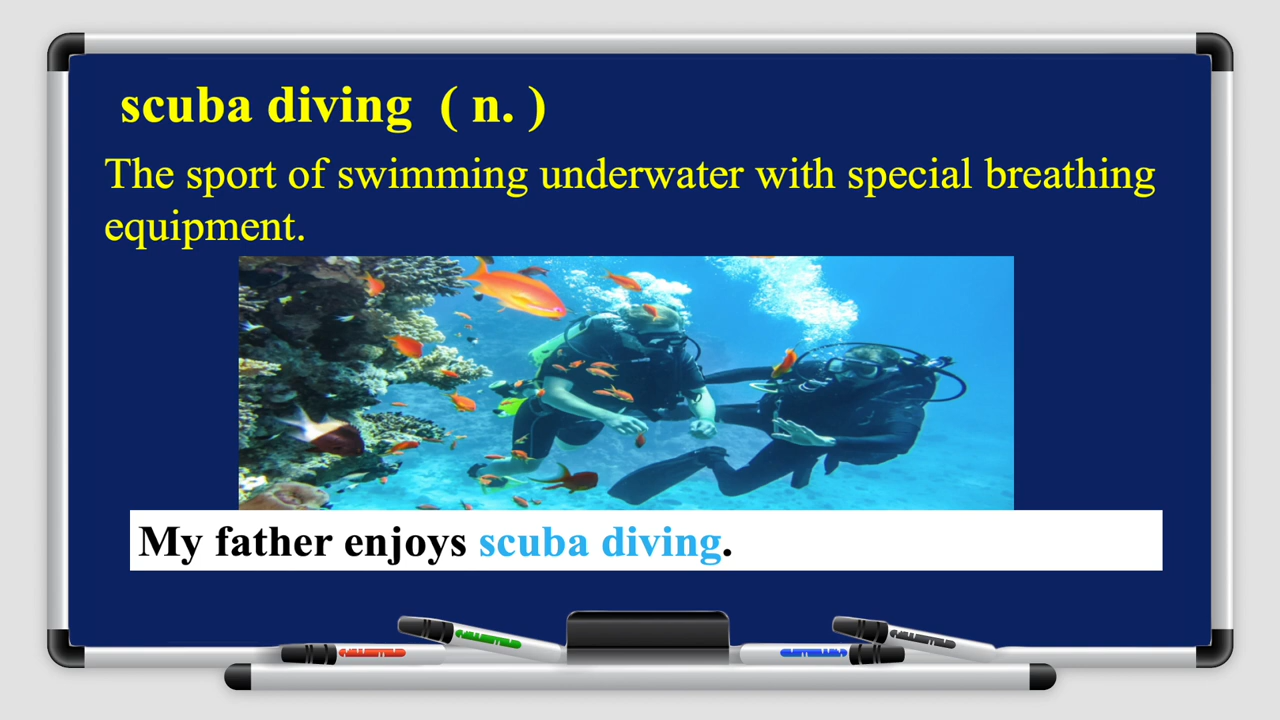 scuba diving ( n. )
The sport of swimming underwater with special breathing
equipment.
My father enjoys scuba diving.